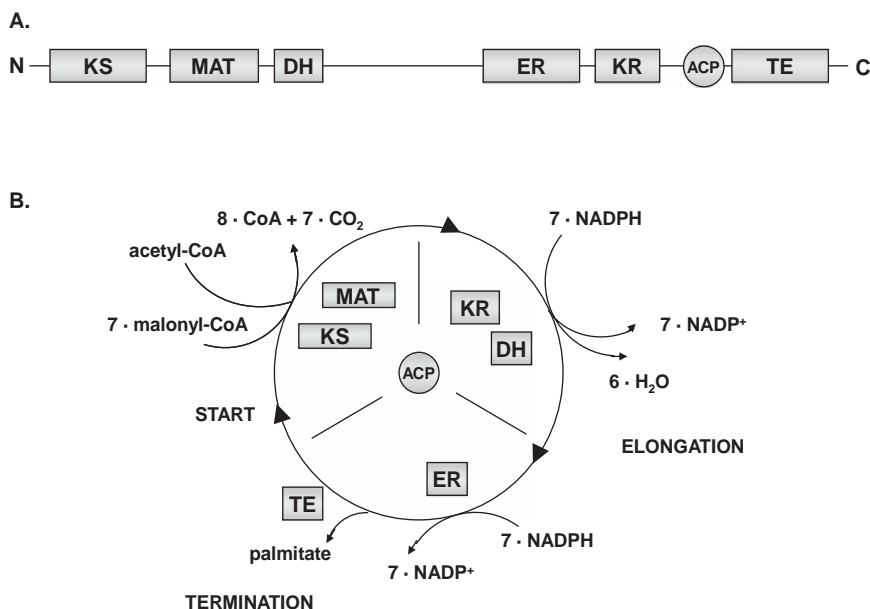 A.
N KS MAT DH ER KR ACP TE C
B.
8 · CoA + 7 · CO₂
7 · NADPH
acetyl-CoA
MAT
KR
7 · malonyl-CoA
KS
DH
7 · NADP⁺
ACP
6 · H₂O
START
ELONGATION
ER
TE
palmitate
7 · NADPH
7 · NADP⁺
TERMINATION